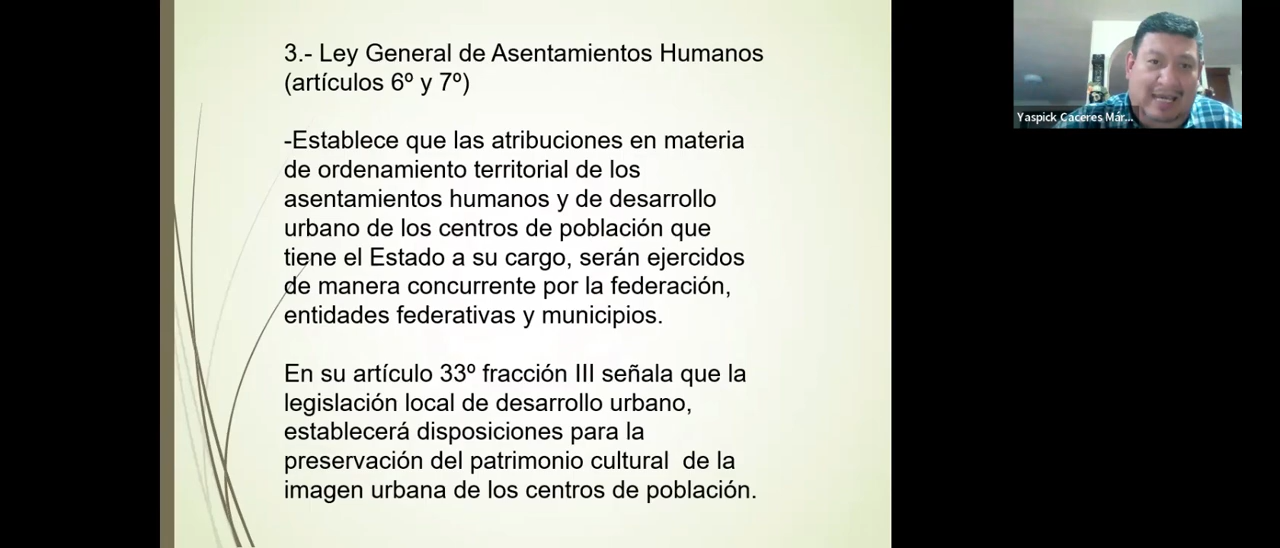 3.- Ley General de Asentamientos Humanos
(artículos 6º y 7º)
-Establece que las atribuciones en materia
de ordenamiento territorial de los
asentamientos humanos y de desarrollo
urbano de los centros de población que
tiene el Estado a su cargo, serán ejercidos
de manera concurrente por la federación,
entidades federativas y municipios.
En su artículo 33º fracción III señala que la
legislación local de desarrollo urbano,
establecerá disposiciones para la
preservación del patrimonio cultural  de la
imagen urbana de los centros de población.
Yaspick Caceres Már...